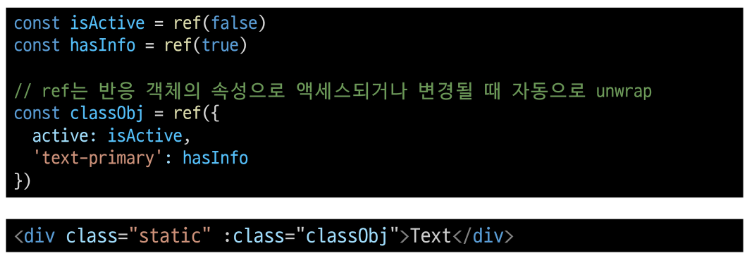 const isActive = ref(false)
const hasInfo = ref(true)
// ref는 반응 객체의 속성으로 액세스되거나 변경될 때 자동으로 unwrap
const classObj = ref({
  active: isActive,
  'text-primary': hasInfo
})
<div class="static" :class="classObj">Text</div>